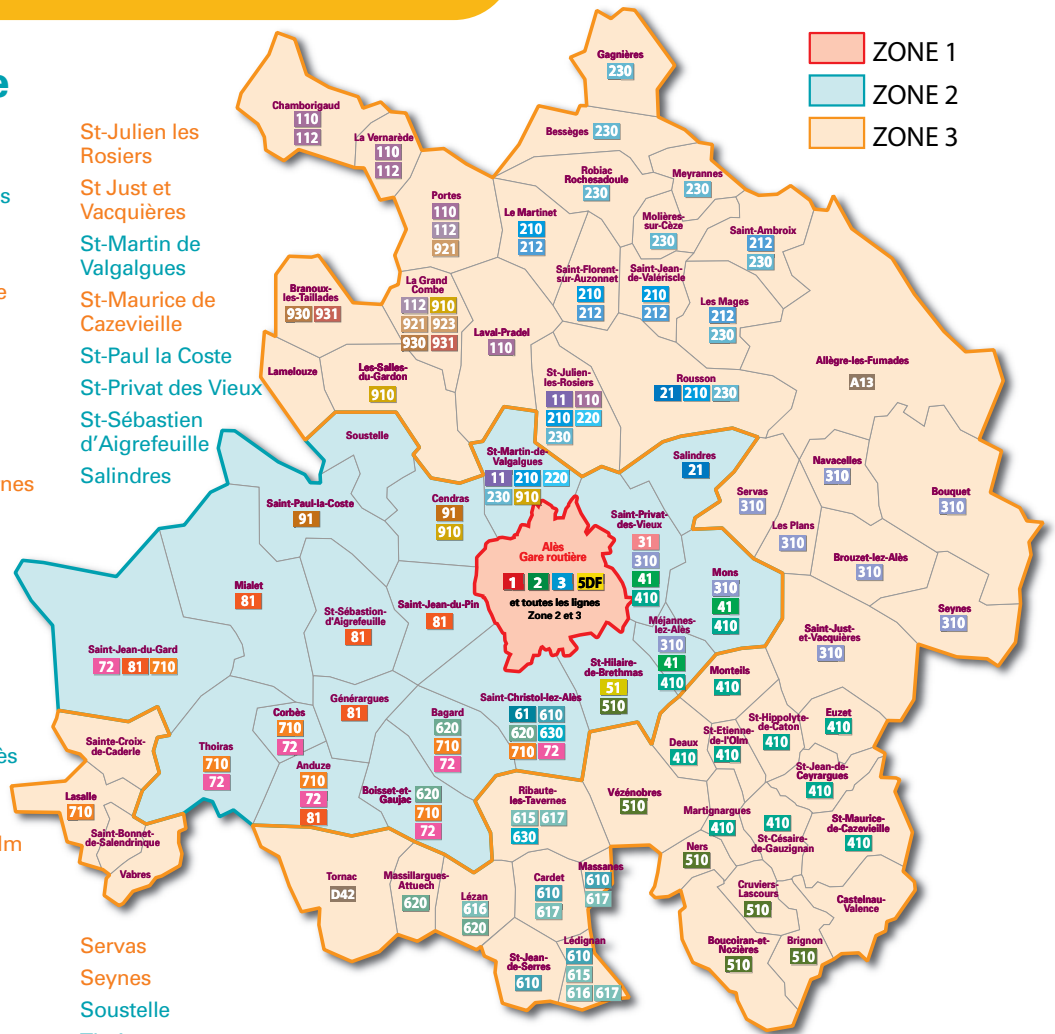 e
s
e
nes
ès
lm
St-Julien les
Rosiers
St Just et
Vacquières
St-Martin de
Valgalgues
St-Maurice de
Cazevieille
St-Paul la Coste
St-Privat des Vieux
St-Sébastien
d'Aigrefeuille
Salindres
Servas
Seynes
Soustelle
ZONE 1
ZONE 2
ZONE 3
Gagnières
230
Chamborigaud
110
112
La Vernarède
110
112
Bessèges 230
Robiac
Rochesadoule
230
Meyrannes
230
Portes
110
112
921
Le Martinet
210
212
Molières-
sur-Cèze
230
Saint-Ambroix
212
230
Branoux-
les-Taillades
930 931
La Grand
Combe
112 910
921 923
930 931
Saint-Florent-
sur-Auzonnet
210
212
Saint-Jean-
de-Valériscle
210
212
Les Mages
212
230
Laval-Pradel
110
Allègre-les-Fumades
A13
Lamelouze
Les-Salles-
du-Gardon
910
St-Julien-
les-Rosiers
11 110
210 220
230
Rousson
21 210 230
Soustelle
St-Martin-de-
Valgalgues
11 210 220
230 910
Salindres
21
Navacelles
310
Servas
310
Bouquet
310
Saint-Paul-la-Coste
91
Cendras
91
910
Saint-Privat-
des-Vieux
31
310
41
410
Les Plans
310
Alès
Gare routière
1 2 3 5DF
et toutes les lignes
Zone 2 et 3
Brouzet-lez-Alès
310
Mialet
81
St-Sébastion-
d'Aigrefeuille
81
Saint-Jean-du-Pin
81
Mons
310
41
410
Méjannes-
lez-Alès
310
41
410
Seynes
310
Saint-Just-
et-Vacquières
310
Saint-Jean-du-Gard
72 81 710
St-Hilaire-
de-Brethmas
51
510
Monteils
410
Générargues
81
Saint-Christol-lez-Alès
61 610
620 630
710 72
Corbès
710
72
Bagard
620
710
72
St-Hippolyte-
de-Caton
410
Euzet
410
St-Etienne-
de-l'Olm
410
Deaux
410
Sainte-Croix-
de-Caderle
Thoiras
710
72
Anduze
710
72
81
Boisset-et-
Gaujac
620
710
72
St-Jean-de-
Ceyrargues
410
Lasalle
710
Ribaute-
les-Tavernes
615 617
630
Vézénobres
510
Martignargues
410
410
St-Césaire-
de-Gauzignan
St-Maurice-
de-Cazevieille
410
Saint-Bonnet-
de-Salendrinque
Ners
510
Vabres
Tornac
D42
Massillargues-
Attuech
620
Lézan
616
620
Cardet
610
617
Massanes
610
617
Cruviers-
Lascours
510
Castelnau-
Valence
St-Jean-
de-Serres
610
Lédignan
610
615
616 617
Boucoiran-et-
Nozières
510
Brignon
510